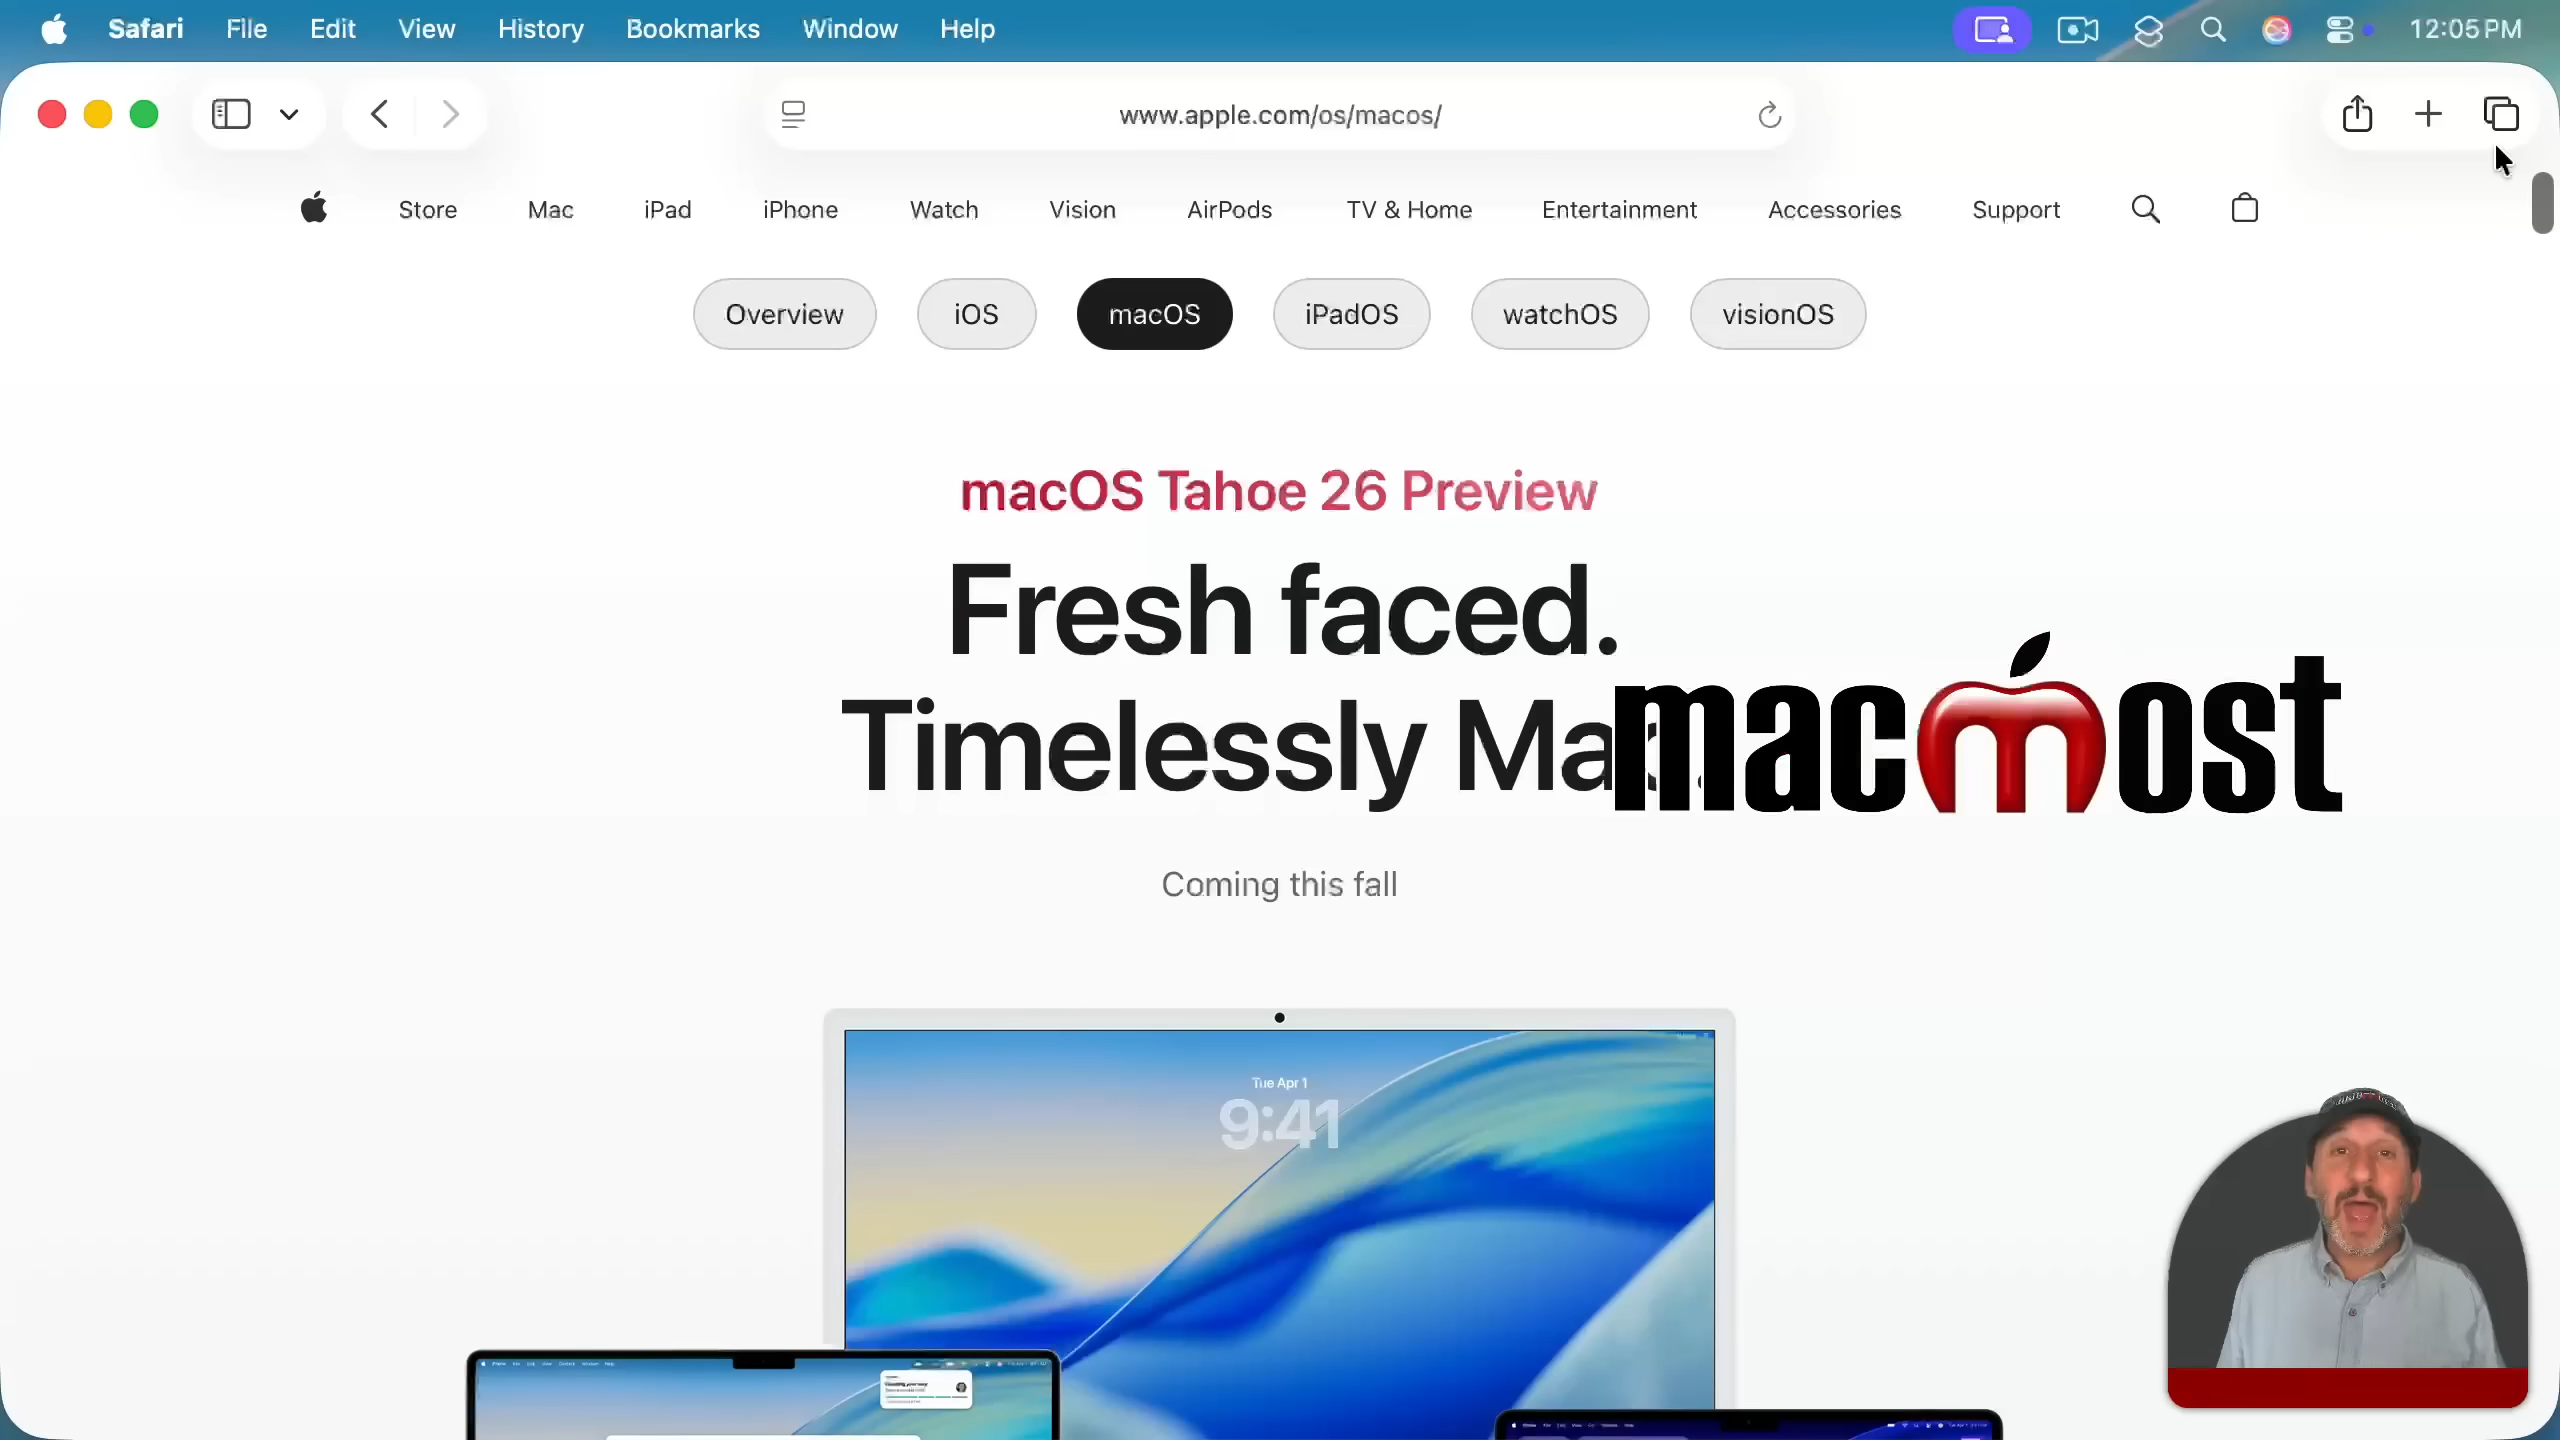 Safari File Edit View History Bookmarks Window Help 12:05 PM
www.apple.com/os/macos/
Store Mac iPad iPhone Watch Vision AirPods TV & Home Entertainment Accessories Support
Overview iOS macOS iPadOS watchOS visionOS
macOS Tahoe 26 Preview
Fresh faced.
Timelessly Mac.
macmost
Coming this fall
Tue Apr 1
9:41